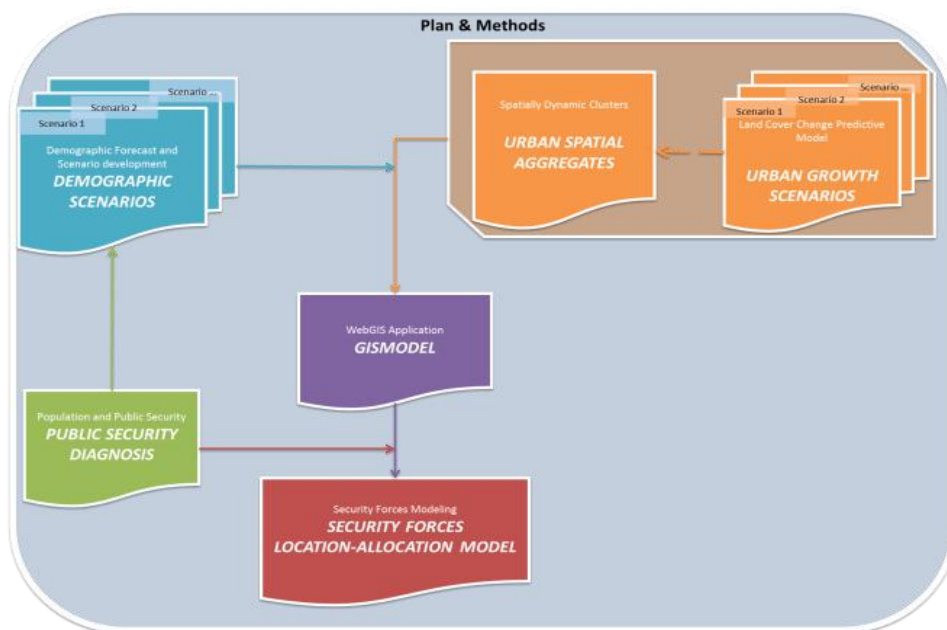 Plan & Methods
Scenario ...
Scenario 2
Scenario 1
Demographic Forecast and
Scenario development
DEMOGRAPHIC
SCENARIOS
Spatially Dynamic Clusters
URBAN SPATIAL
AGGREGATES
Scenario ...
Scenario 2
Scenario 1
Land Cover Change Predictive
Model
URBAN GROWTH
SCENARIOS
WebGIS Application
GISMODEL
Population and Public Security
PUBLIC SECURITY
DIAGNOSIS
Security Forces Modeling
SECURITY FORCES
LOCATION-ALLOCATION MODEL